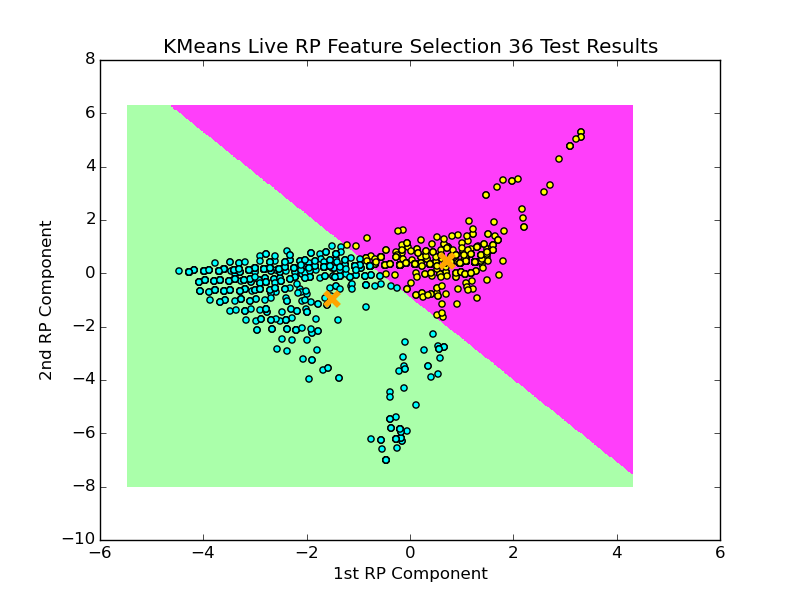 KMeans Live RP Feature Selection 36 Test Results
8
6
4
2
0
−2
−4
−6
−8
−10
2nd RP Component
−6 −4 −2 0 2 4 6
1st RP Component